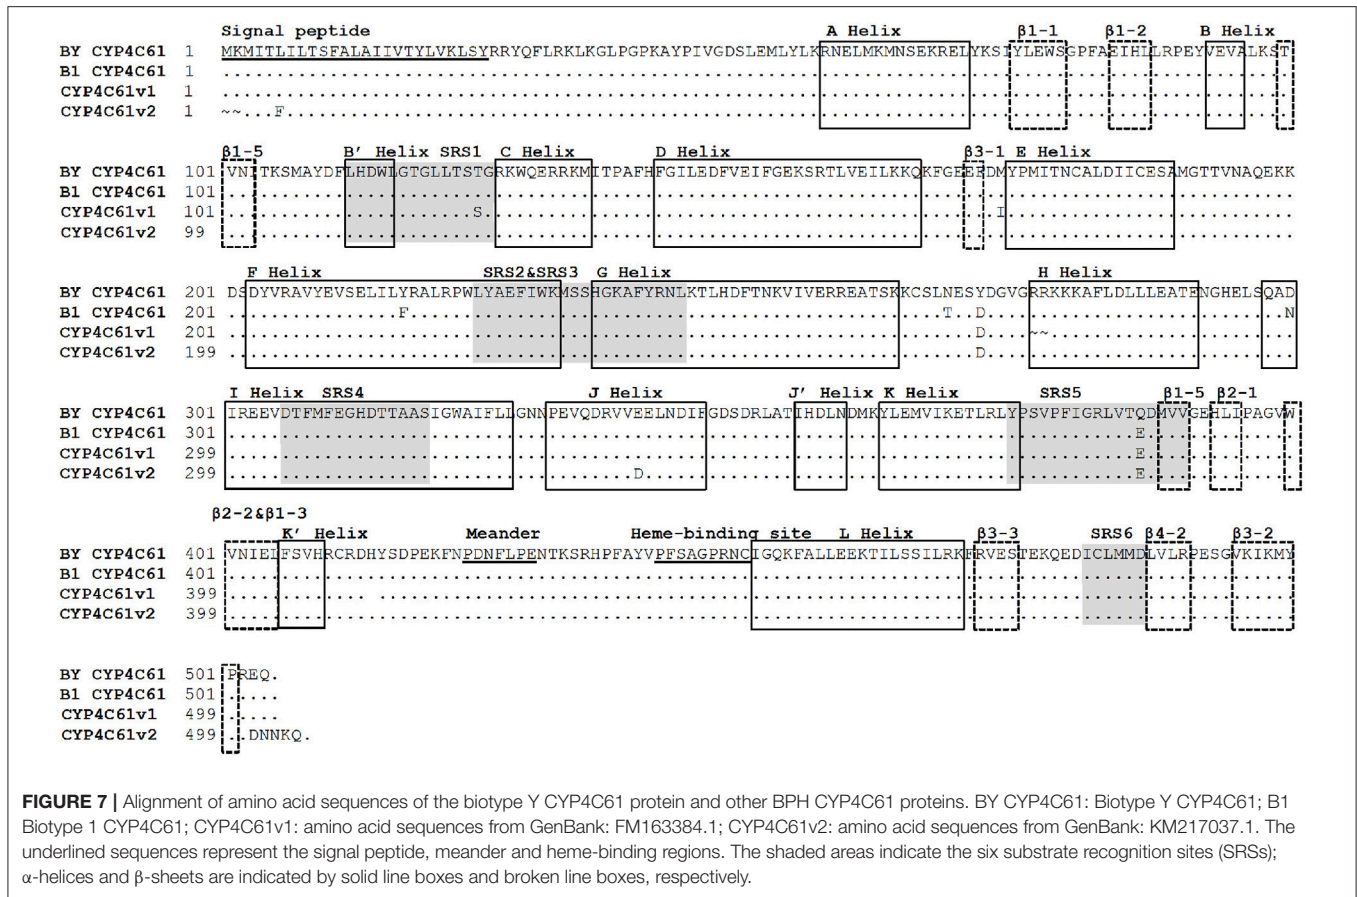 Signal peptide A Helix β1-1 β1-2 B Helix
BY CYP4C61 1 MKMITLILTSFALAIIVTYLVKLSYRRYQFLRKLKGLPGPKAYPIVGDSLEMLYLKRNELMKMNSEKRELYKSIYLEWSGPFAEIHLLRPEYVEVALKST
B1 CYP4C61 1 ....................................................................................................
CYP4C61v1 1 ....................................................................................................
CYP4C61v2 1 ~~...F..............................................................................................
β1-5 B’ Helix SRS1 C Helix D Helix β3-1 E Helix
BY CYP4C61 101 VNITKSMAYDFLHDWLGTGLLTSTGRKWQERRKMITPAFHFGILEDFVEIFGEKSRTLVEILKKQKFGEEFDMYPMITNCALDIICESAMGTTVNAQEKK
B1 CYP4C61 101 ....................................................................................................
CYP4C61v1 101 .......................S................................................I...........................
CYP4C61v2 99 ....................................................................................................
F Helix SRS2&SRS3 G Helix H Helix
BY CYP4C61 201 DSDYVRAVYEVSELILYRALRPWLYAEFIWKMSSHGKAFYRNLKTLHDFTNKVIVERREATSKKCSLNESYDGVGRRKKKAFLDLLLEATENGHELSQAD
B1 CYP4C61 201 ................F..................................................T..D............................N
CYP4C61v1 201 ......................................................................D....~~.......................
CYP4C61v2 199 ......................................................................D.............................
I Helix SRS4 J Helix J’ Helix K Helix SRS5 β1-5 β2-1
BY CYP4C61 301 IREEVDTFMFEGHDTTAASIGWAIFLLGNNPEVQDRVVEELNDIFGDSDRLATIHDLNDMKYLEMVIKETLRLYPSVPFIGRLVTQDMVVGEHLIPAGVW
B1 CYP4C61 301 .....................................................................................E..............
CYP4C61v1 299 .....................................................................................E..............
CYP4C61v2 299 ......................................D..............................................E..............
β2-2&β1-3
K’ Helix Meander Heme-binding site L Helix β3-3 SRS6 β4-2 β3-2
BY CYP4C61 401 VNIEIFSVHRCRDHYSDPEKFNPDNFLPENTKSRHPFAYVPFSAGPRNCIGQKFALLEEKTILSSILRKFRVESTEKQEDICLMMDLVLRPESGVKIKMY
B1 CYP4C61 401 ....................................................................................................
CYP4C61v1 399 ....................................................................................................
CYP4C61v2 399 ....................................................................................................
BY CYP4C61 501 PREQ.
B1 CYP4C61 501 .....
CYP4C61v1 499 .....
CYP4C61v2 499 ..DNNKQ.
FIGURE 7 | Alignment of amino acid sequences of the biotype Y CYP4C61 protein and other BPH CYP4C61 proteins. BY CYP4C61: Biotype Y CYP4C61; B1
Biotype 1 CYP4C61; CYP4C61v1: amino acid sequences from GenBank: FM163384.1; CYP4C61v2: amino acid sequences from GenBank: KM217037.1. The
underlined sequences represent the signal peptide, meander and heme-binding regions. The shaded areas indicate the six substrate recognition sites (SRSs);
α-helices and β-sheets are indicated by solid line boxes and broken line boxes, respectively.